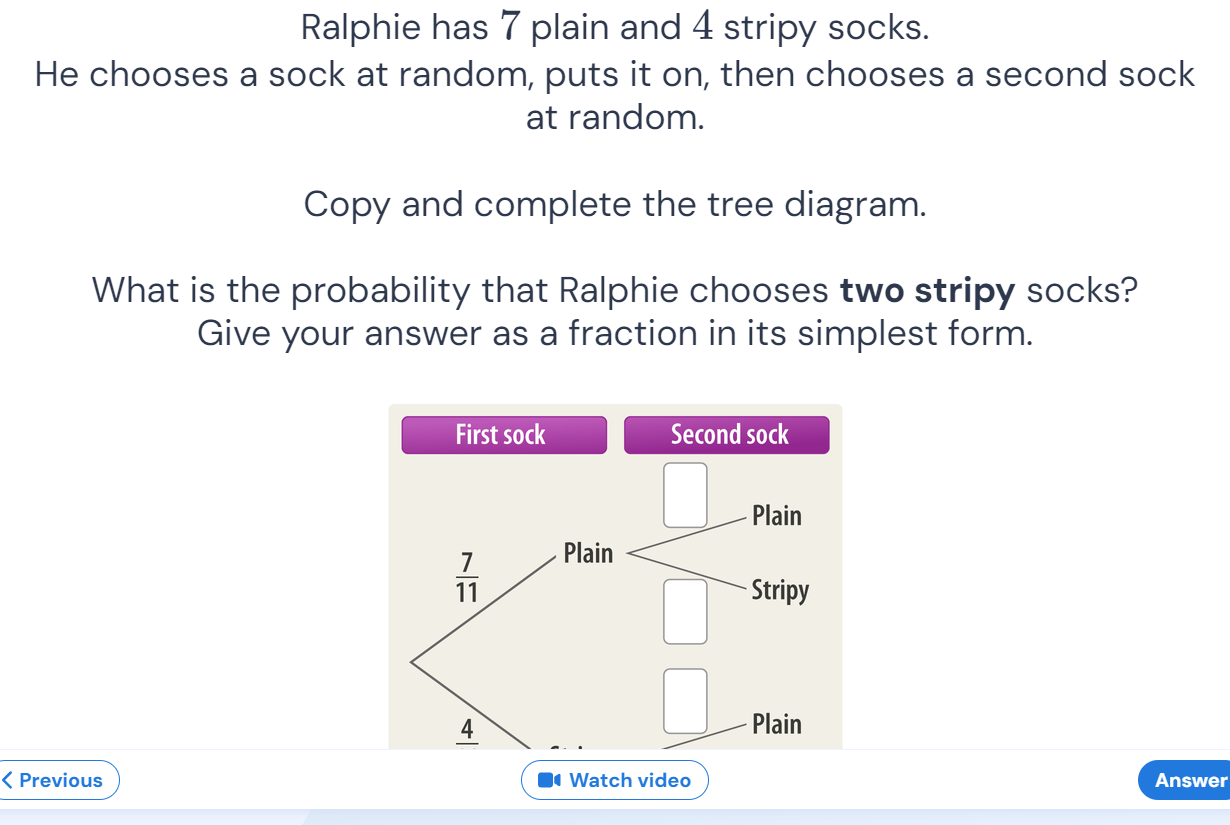 Ralphie has 7 plain and 4 stripy socks.
He chooses a sock at random, puts it on, then chooses a second sock
at random.
Copy and complete the tree diagram.
What is the probability that Ralphie chooses two stripy socks?
Give your answer as a fraction in its simplest form.
First sock
Second sock
Plain
7
11
Plain
Stripy
4
Plain
Previous
Watch video
Answer